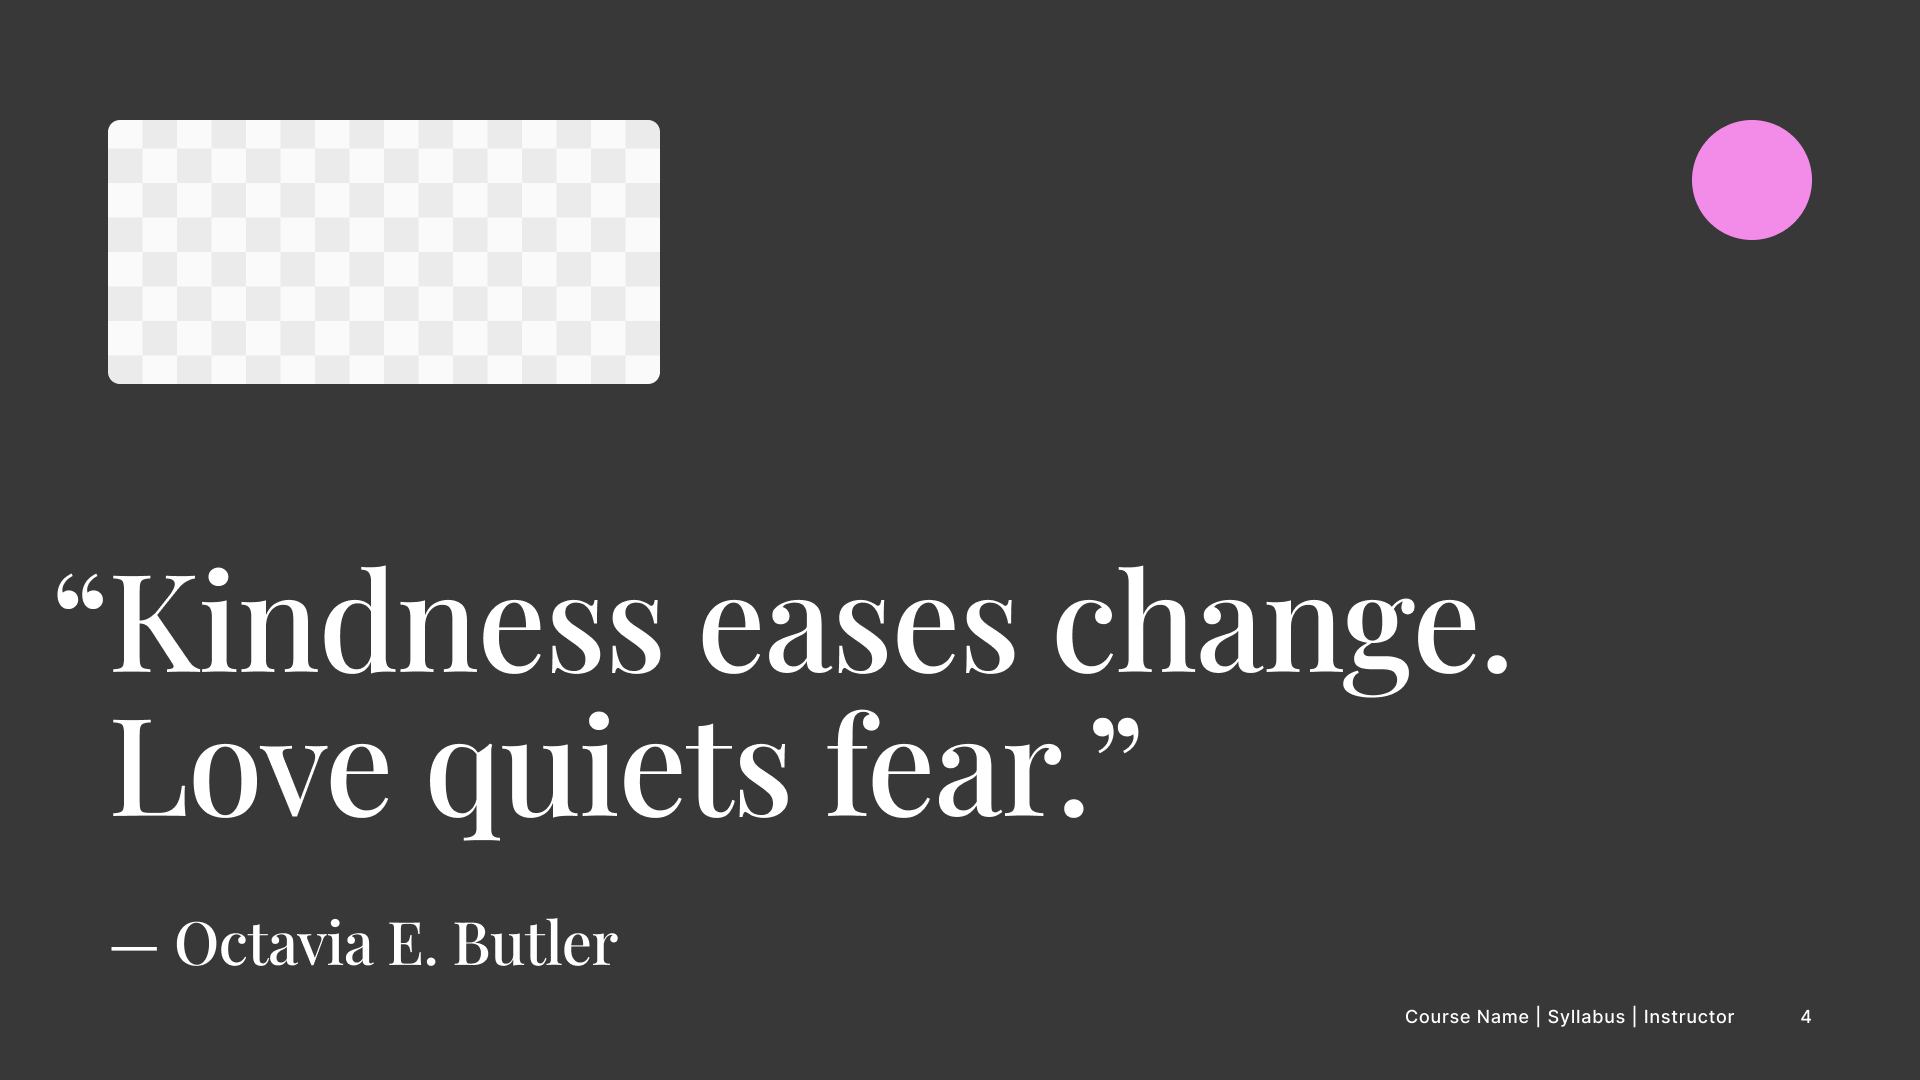 “Kindness eases change.
Love quiets fear.”
— Octavia E. Butler
Course Name | Syllabus | Instructor 4